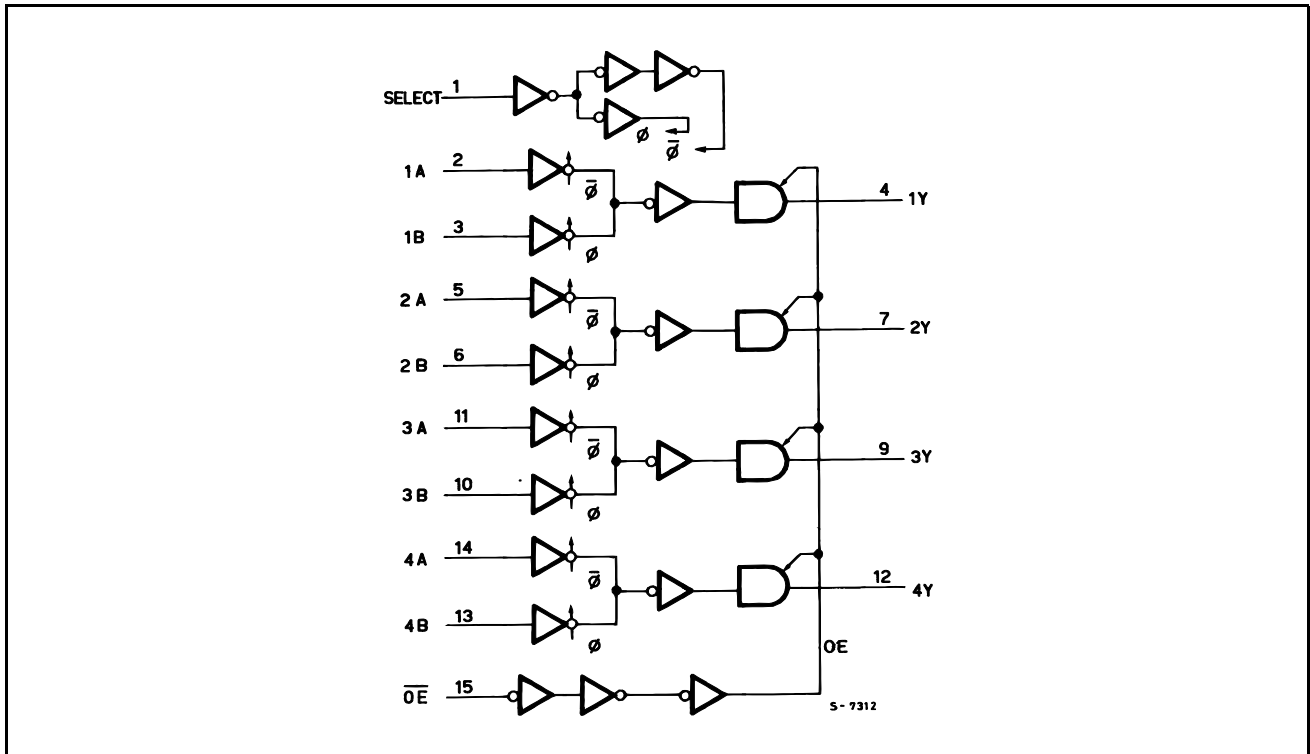 SELECT 1
ø
ø̅
1A 2
ø̅
4 1Y
1B 3
ø
2A 5
ø̅
7 2Y
2B 6
ø
3A 11
ø̅
9 3Y
3B 10
ø
4A 14
ø̅
12 4Y
4B 13
ø
OE
O̅E̅ 15
S-7312